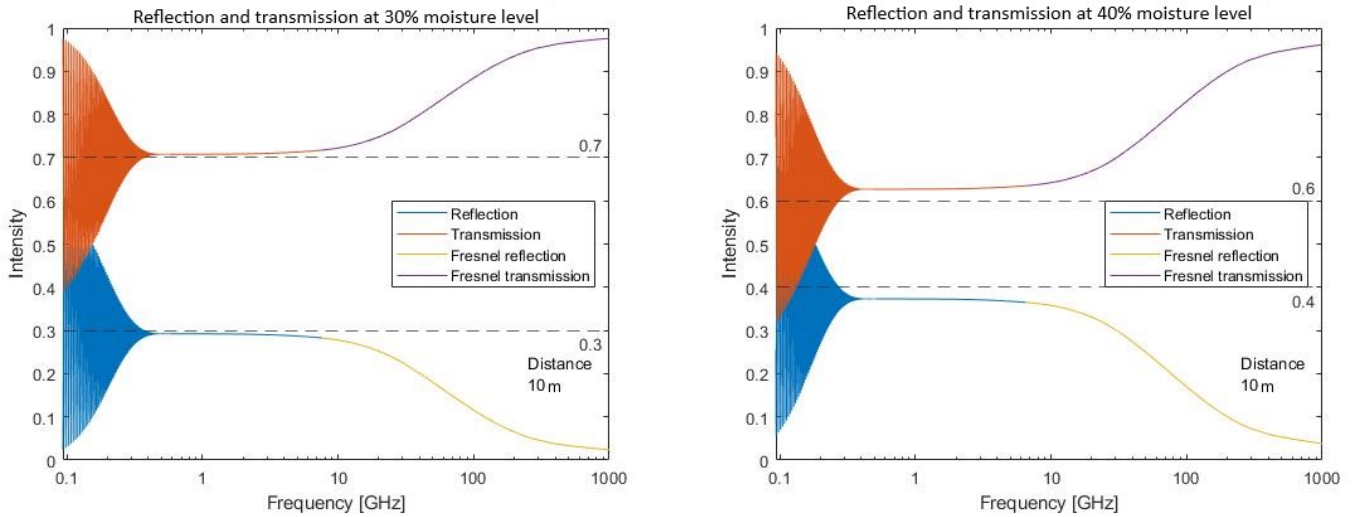 Reflection and transmission at 30% moisture level
1
0.9
0.8
0.7
0.6
0.5
0.4
0.3
0.2
0.1
0
Intensity
0.7
Reflection
Transmission
Fresnel reflection
Fresnel transmission
0.3
Distance
10 m
0.1
1
10
100
1000
Frequency [GHz]
Reflection and transmission at 40% moisture level
1
0.9
0.8
0.7
0.6
0.5
0.4
0.3
0.2
0.1
0
Intensity
0.6
Reflection
Transmission
Fresnel reflection
Fresnel transmission
0.4
Distance
10 m
0.1
1
10
100
1000
Frequency [GHz]